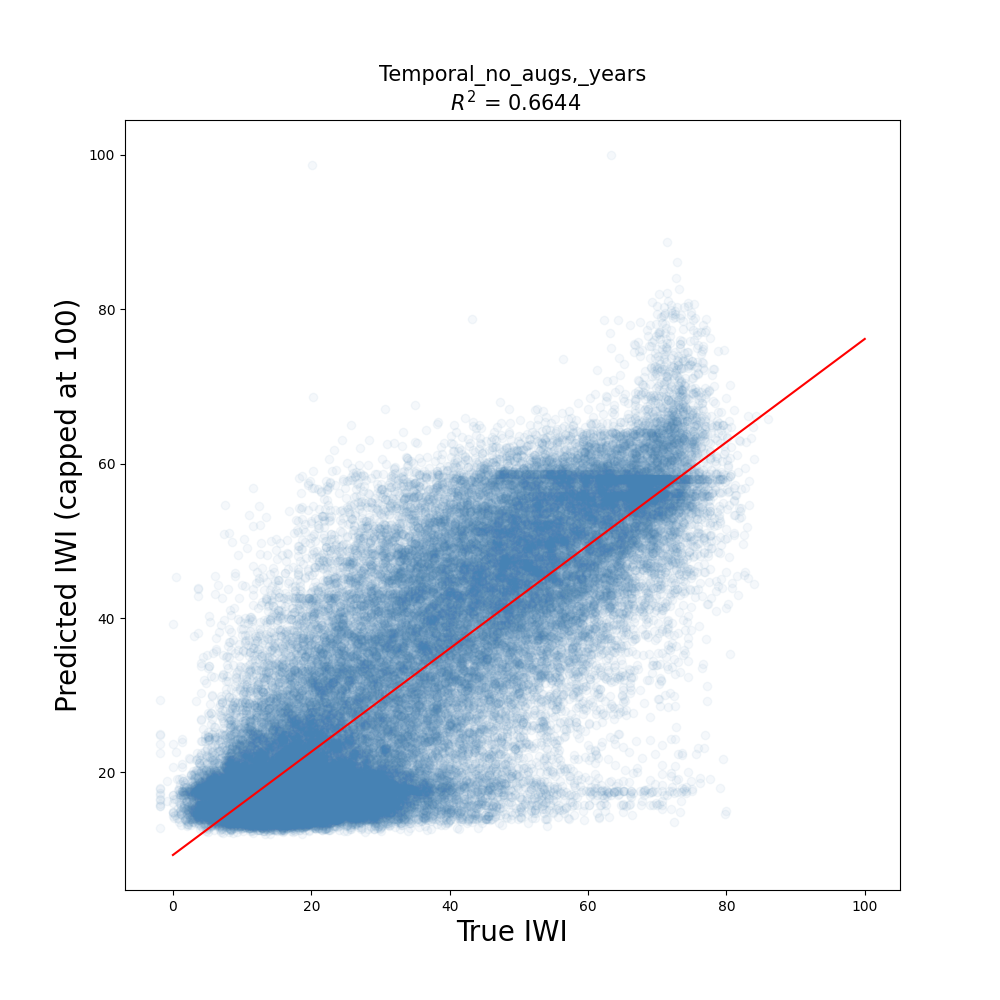 Temporal_no_augs,_years
R² = 0.6644
100
80
60
40
20
Predicted IWI (capped at 100)
0 20 40 60 80 100
True IWI